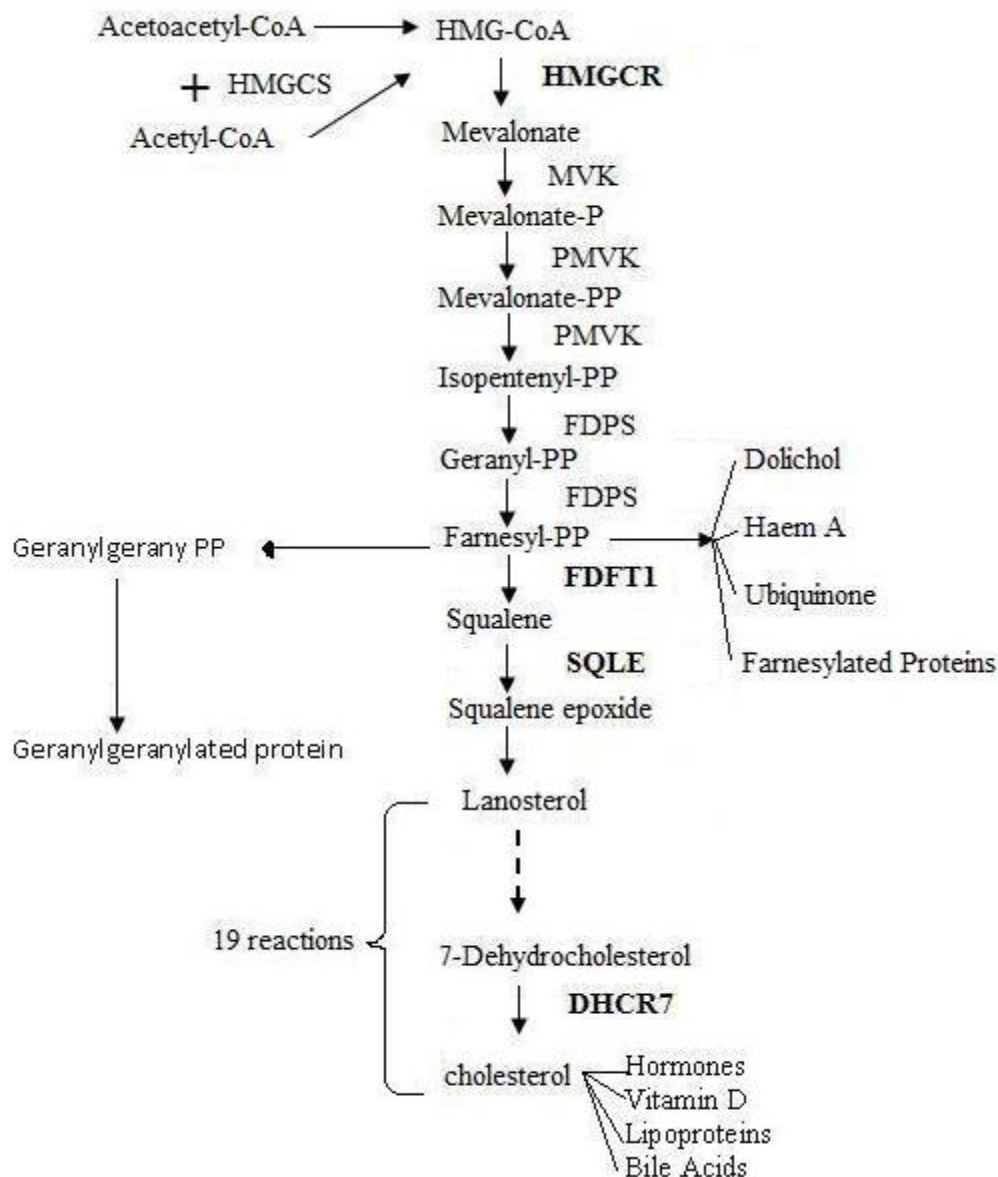 Acetoacetyl-CoA
HMG-CoA
+ HMGCS
HMGCR
Acetyl-CoA
Mevalonate
MVK
Mevalonate-P
PMVK
Mevalonate-PP
PMVK
Isopentenyl-PP
FDPS
Geranyl-PP
Dolichol
FDPS
Haem A
Geranylgerany PP
Farnesyl-PP
FDFT1
Ubiquinone
Squalene
SQLE
Farnesylated Proteins
Squalene epoxide
Geranylgeranylated protein
Lanosterol
19 reactions
7-Dehydrocholesterol
DHCR7
cholesterol
Hormones
Vitamin D
Lipoproteins
Bile Acids